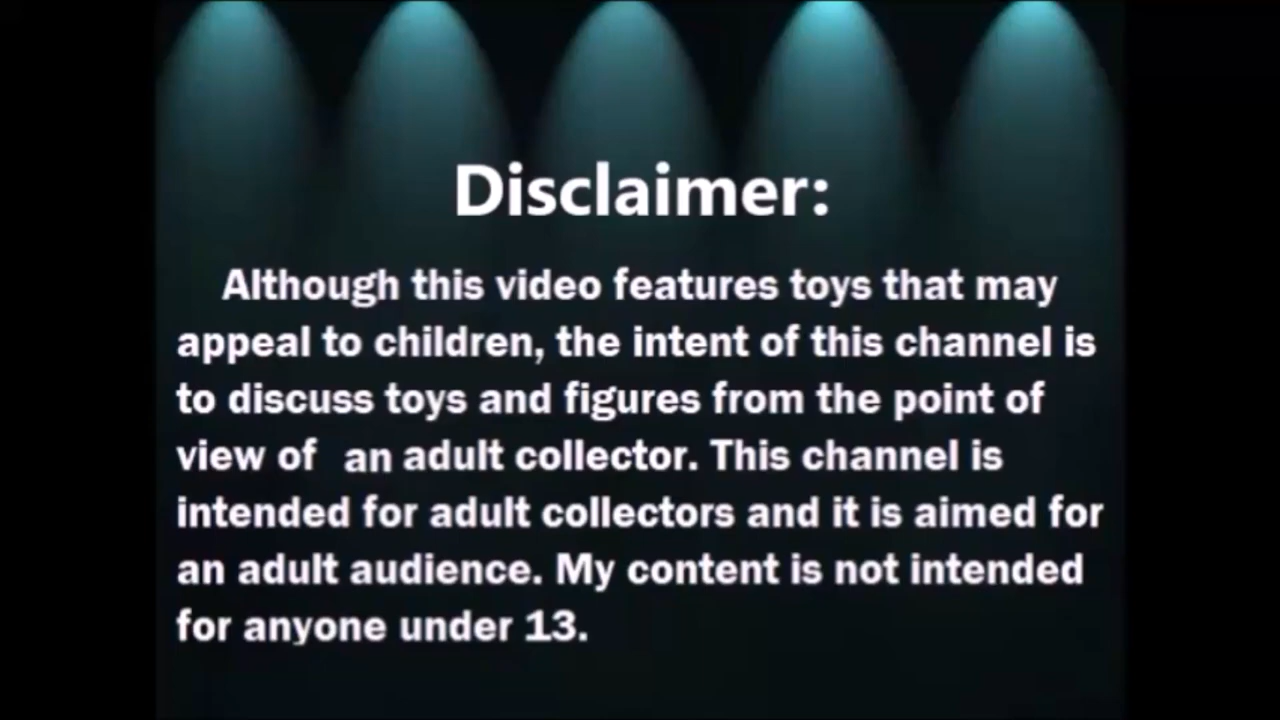 Disclaimer:
Although this video features toys that may
appeal to children, the intent of this channel is
to discuss toys and figures from the point of
view of an adult collector. This channel is
intended for adult collectors and it is aimed for
an adult audience. My content is not intended
for anyone under 13.